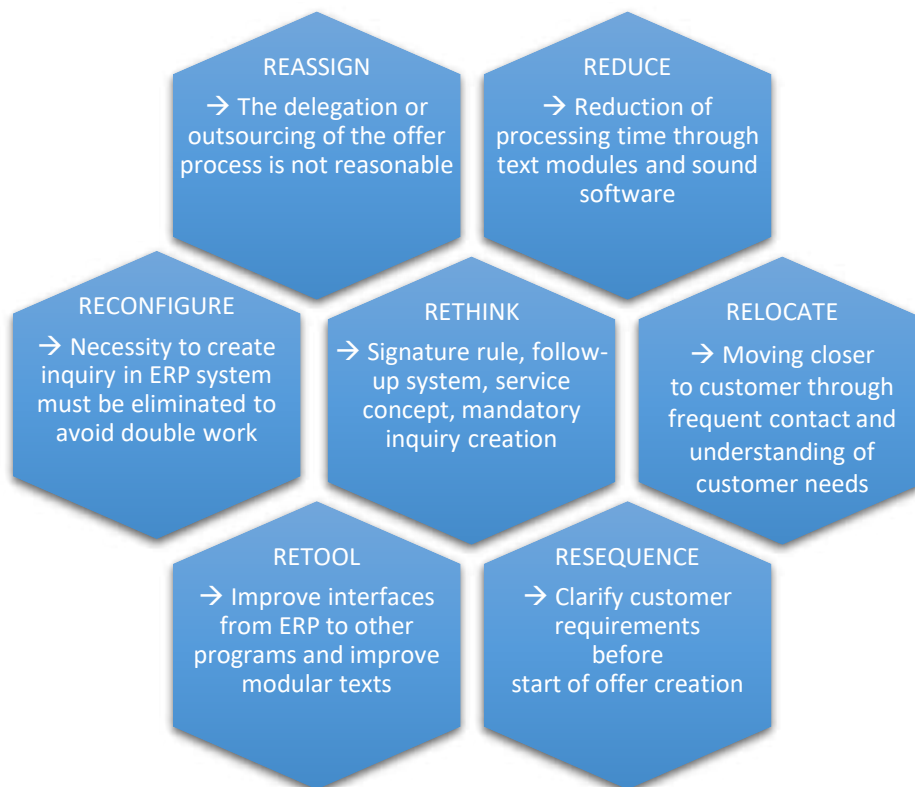 REASSIGN
→ The delegation or
outsourcing of the offer
process is not reasonable
REDUCE
→ Reduction of
processing time through
text modules and sound
software
RECONFIGURE
→ Necessity to create
inquiry in ERP system
must be eliminated to
avoid double work
RETHINK
→ Signature rule, follow-
up system, service
concept, mandatory
inquiry creation
RELOCATE
→ Moving closer
to customer through
frequent contact and
understanding of
customer needs
RETOOL
→ Improve interfaces
from ERP to other
programs and improve
modular texts
RESEQUENCE
→ Clarify customer
requirements
before
start of offer creation